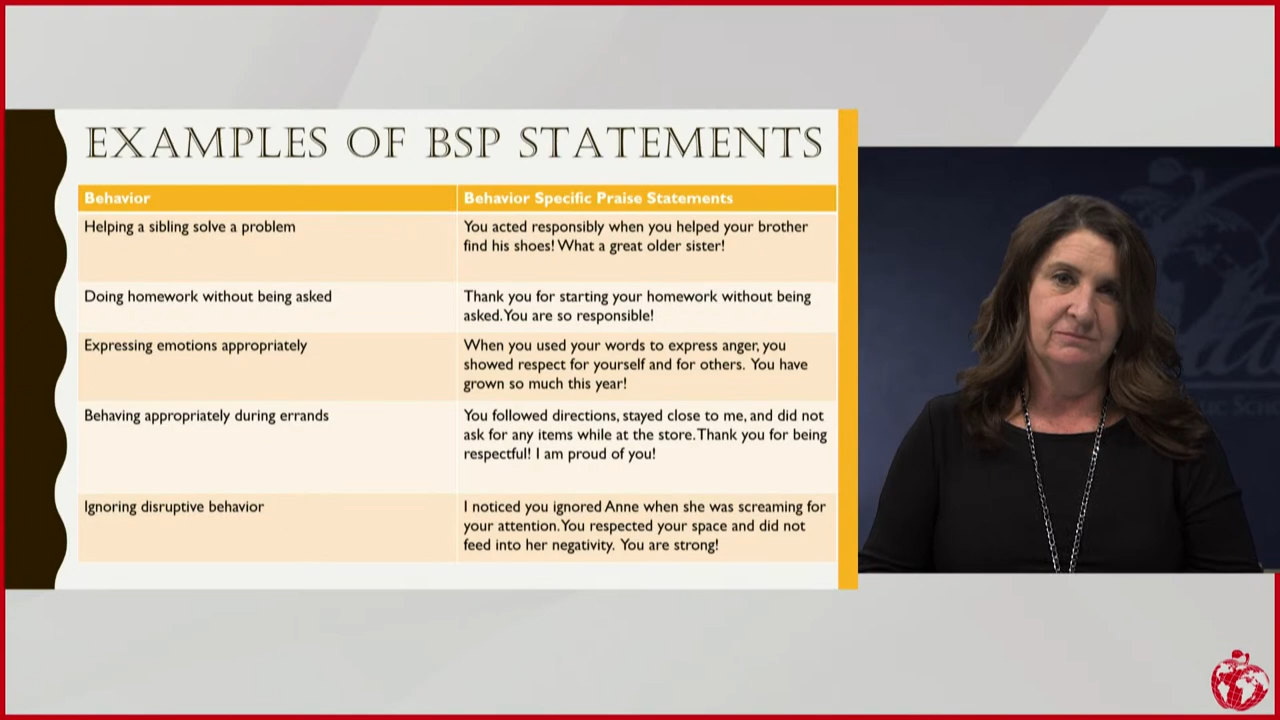 EXAMPLES OF BSP STATEMENTS
Behavior
Behavior Specific Praise Statements
Helping a sibling solve a problem
You acted responsibly when you helped your brother
find his shoes! What a great older sister!
Doing homework without being asked
Thank you for starting your homework without being
asked. You are so responsible!
Expressing emotions appropriately
When you used your words to express anger, you
showed respect for yourself and for others. You have
grown so much this year!
Behaving appropriately during errands
You followed directions, stayed close to me, and did not
ask for any items while at the store. Thank you for being
respectful! I am proud of you!
Ignoring disruptive behavior
I noticed you ignored Anne when she was screaming for
your attention. You respected your space and did not
feed into her negativity. You are strong!